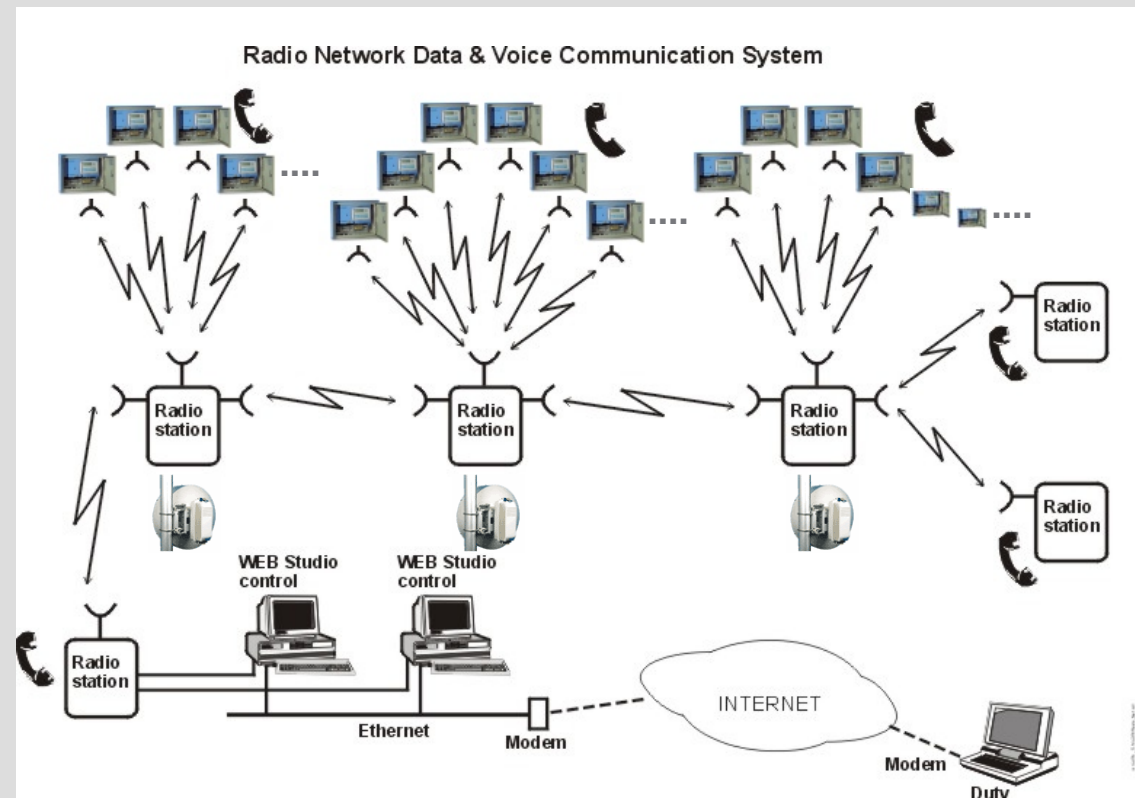 Radio Network Data & Voice Communication System
Radio
station
Radio
station
Radio
station
Radio
station
Radio
station
WEB Studio
control
WEB Studio
control
Radio
station
Ethernet
Modem
INTERNET
Modem
Duty